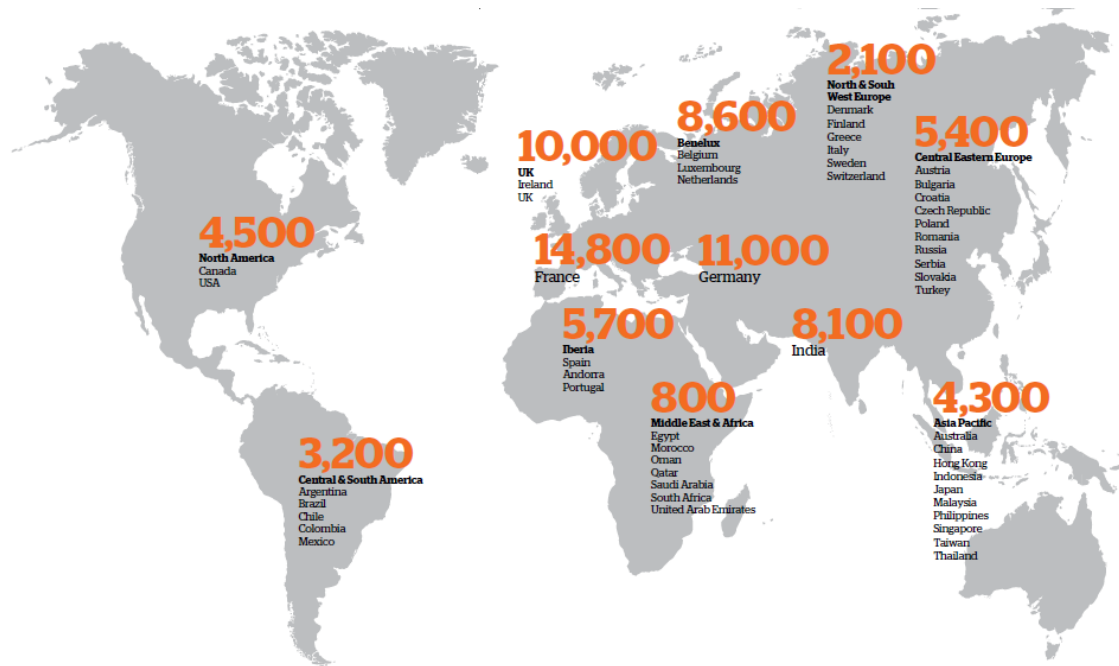 2,100
North & Souh
West Europe
Denmark
Finland
Greece
Italy
Sweden
Switzerland
8,600
Benelux
Belgium
Luxembourg
Netherlands
5,400
Central Eastern Europe
Austria
Bulgaria
Croatia
Czech Republic
Poland
Romania
Russia
Serbia
Slovakia
Turkey
10,000
UK
Ireland
UK
4,500
North America
Canada
USA
14,800
France
11,000
Germany
5,700
Iberia
Spain
Andorra
Portugal
8,100
India
800
Middle East & Africa
Egypt
Morocco
Oman
Qatar
Saudi Arabia
South Africa
United Arab Emirates
4,300
Asia Pacific
Australia
China
Hong Kong
Indonesia
Japan
Malaysia
Philippines
Singapore
Taiwan
Thailand
3,200
Central & South America
Argentina
Brazil
Chile
Colombia
Mexico